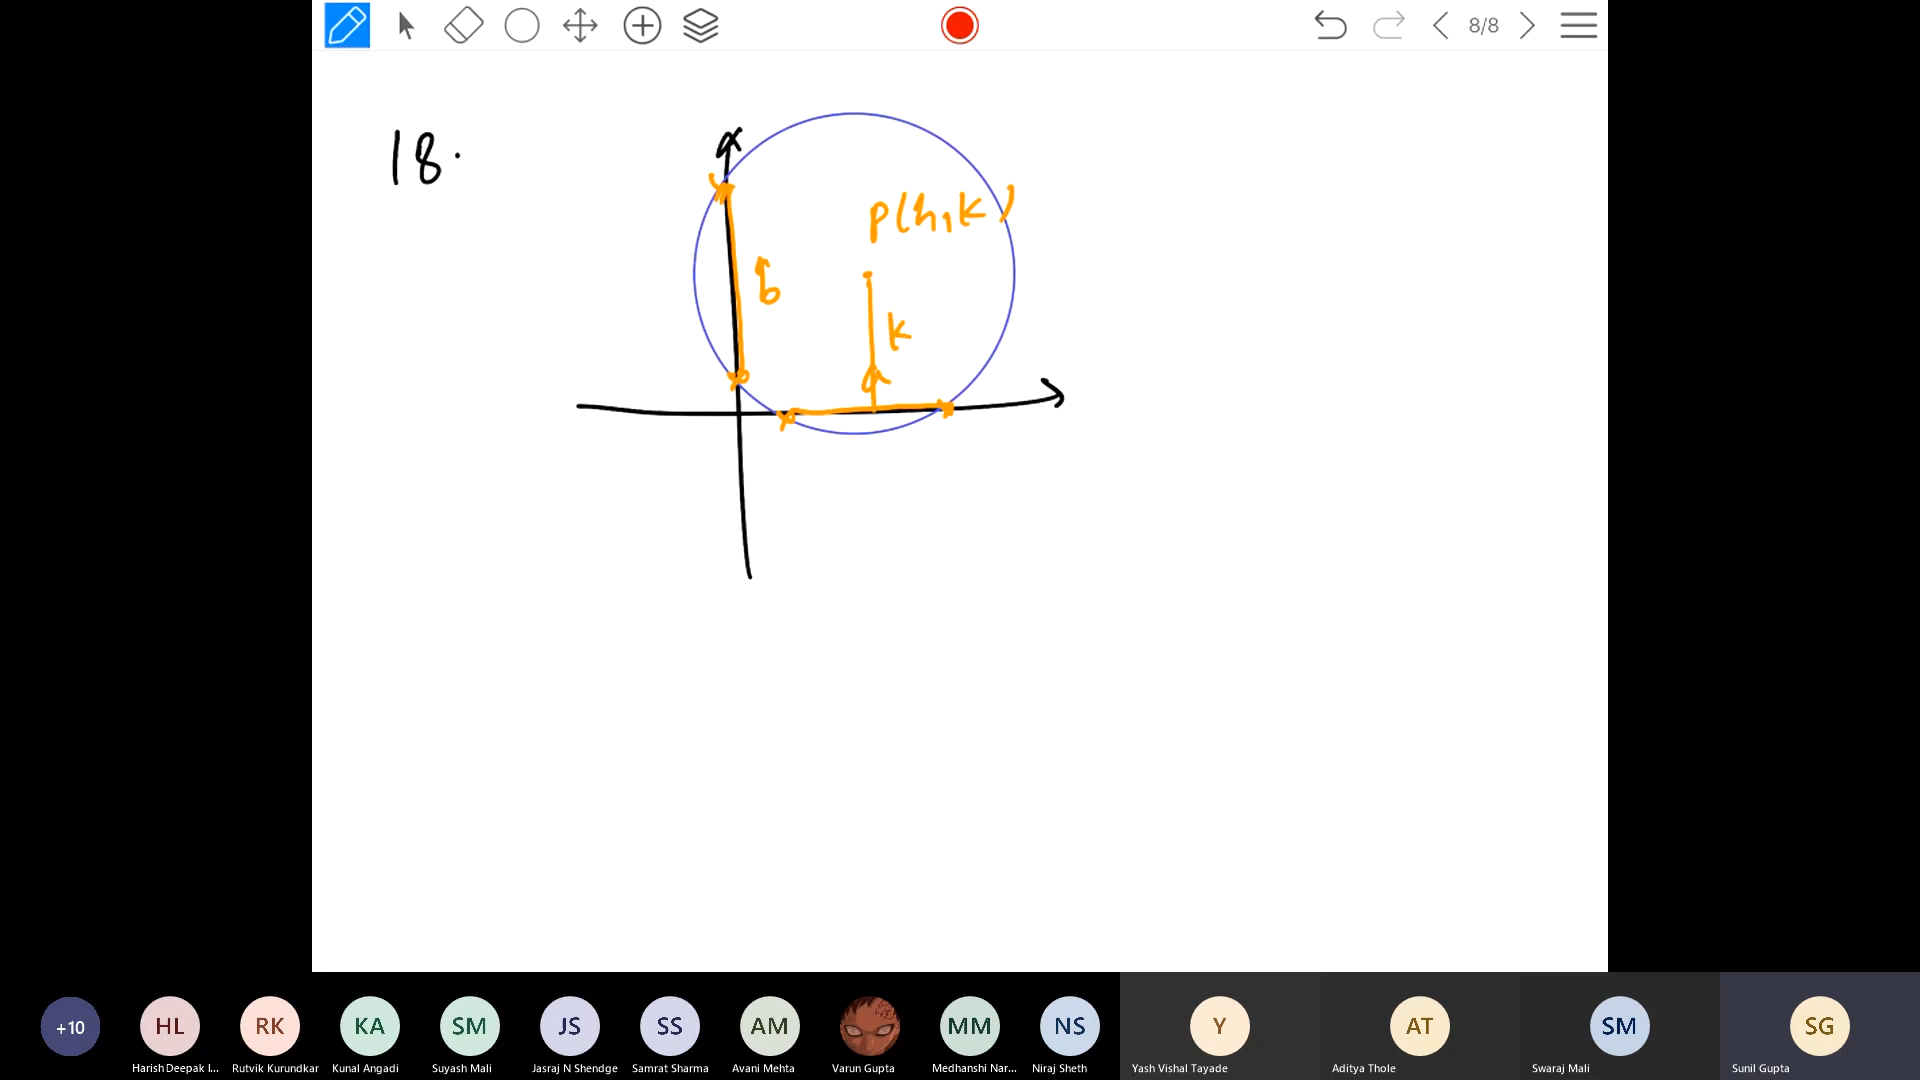 8/8
18.
P(h,k)
b
k
a
+10
HL
RK
KA
SM
JS
SS
AM
MM
NS
Y
AT
SM
SG
Harish Deepak I...
Rutvik Kurundkar
Kunal Angadi
Suyash Mali
Jasraj N Shendge
Samrat Sharma
Avani Mehta
Varun Gupta
Medhanshi Nar...
Niraj Sheth
Yash Vishal Tayade
Aditya Thole
Swaraj Mali
Sunil Gupta